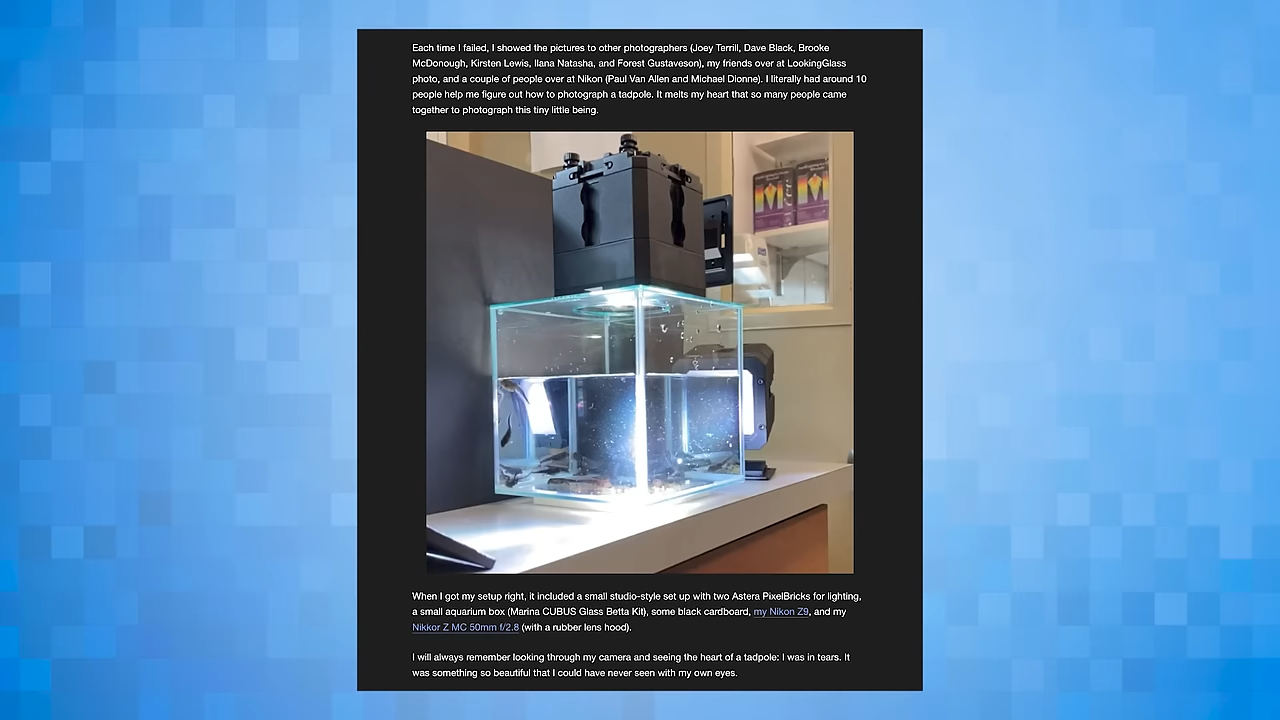 Each time I failed, I showed the pictures to other photographers (Joey Terrill, Dave Black, Brooke
McDonough, Kirsten Lewis, Ilana Natasha, and Forest Gustaveson), my friends over at LookingGlass
photo, and a couple of people over at Nikon (Paul Van Allen and Michael Dionne). I literally had around 10
people help me figure out how to photograph a tadpole. It melts my heart that so many people came
together to photograph this tiny little being.
When I got my setup right, it included a small studio-style set up with two Astera PixelBricks for lighting,
a small aquarium box (Marina CUBUS Glass Betta Kit), some black cardboard, my Nikon Z9, and my
Nikkor Z MC 50mm f/2.8 (with a rubber lens hood).
I will always remember looking through my camera and seeing the heart of a tadpole: I was in tears. It
was something so beautiful that I could have never seen with my own eyes.